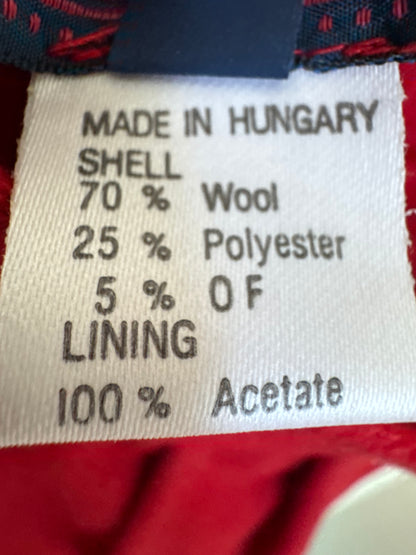 MADE IN HUNGARY
SHELL
70 % Wool
25 % Polyester
5 % OF
LINING
100 % Acetate